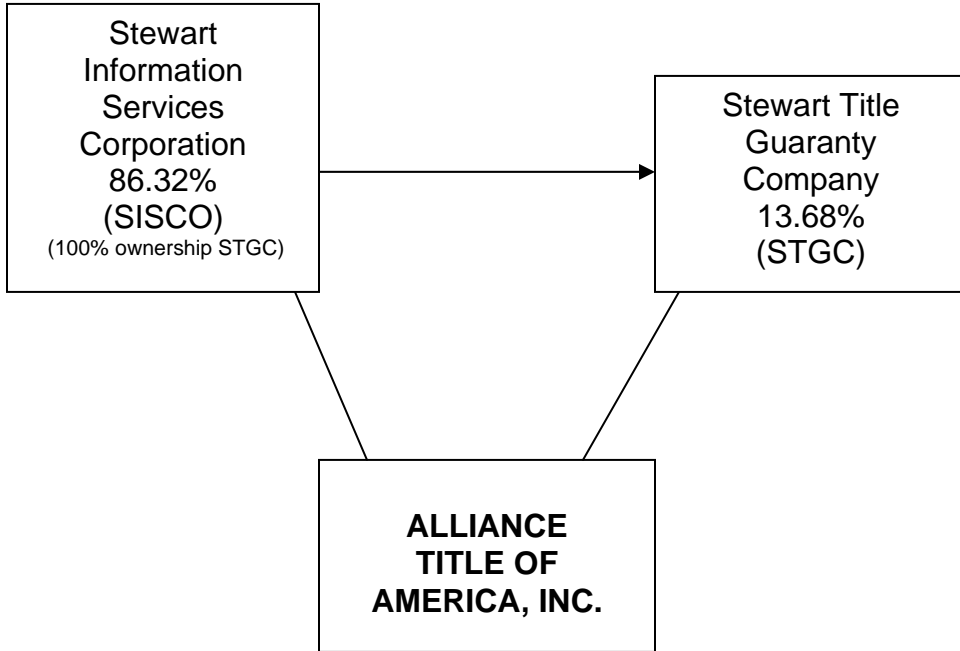 Stewart
Information
Services
Corporation
86.32%
(SISCO)
(100% ownership STGC)
Stewart Title
Guaranty
Company
13.68%
(STGC)
ALLIANCE
TITLE OF
AMERICA, INC.